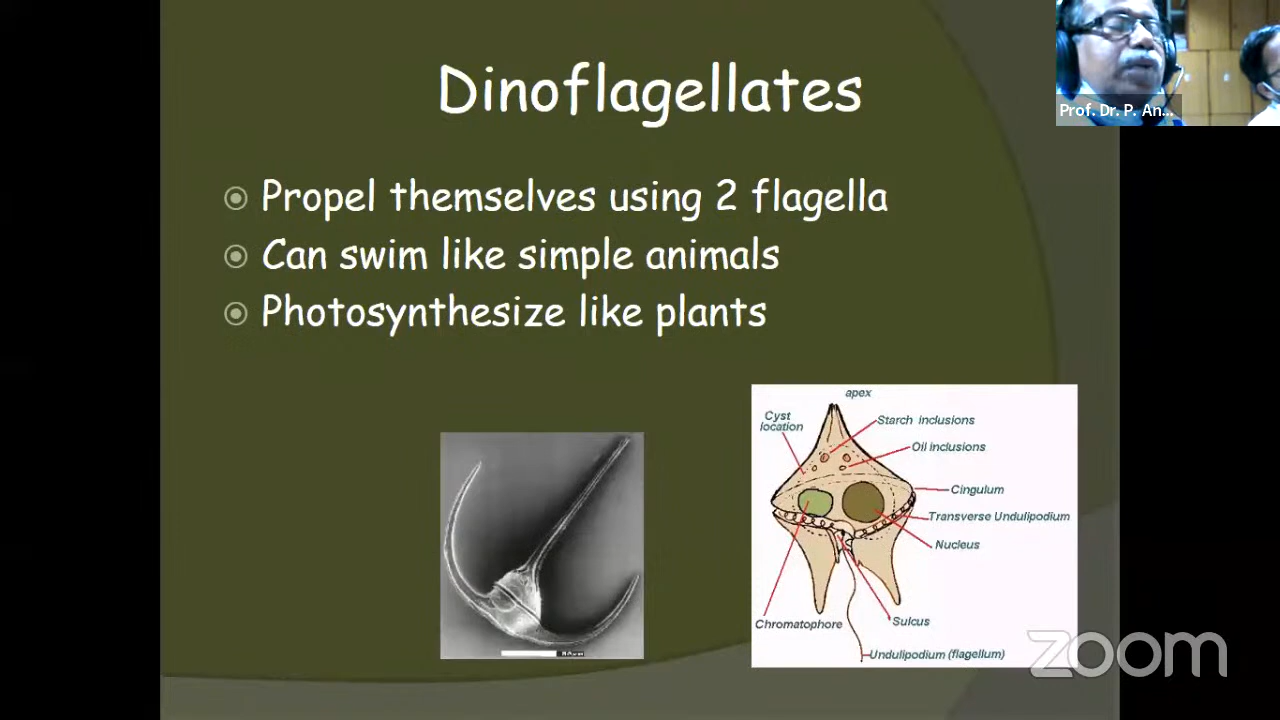 Dinoflagellates
Prof. Dr. P. An...
Propel themselves using 2 flagella
Can swim like simple animals
Photosynthesize like plants
apex
Cyst
location
Starch inclusions
Oil inclusions
Cingulum
Transverse Undulipodium
Nucleus
Chromatophore
Sulcus
Undulipodium (flagellum)
zoom